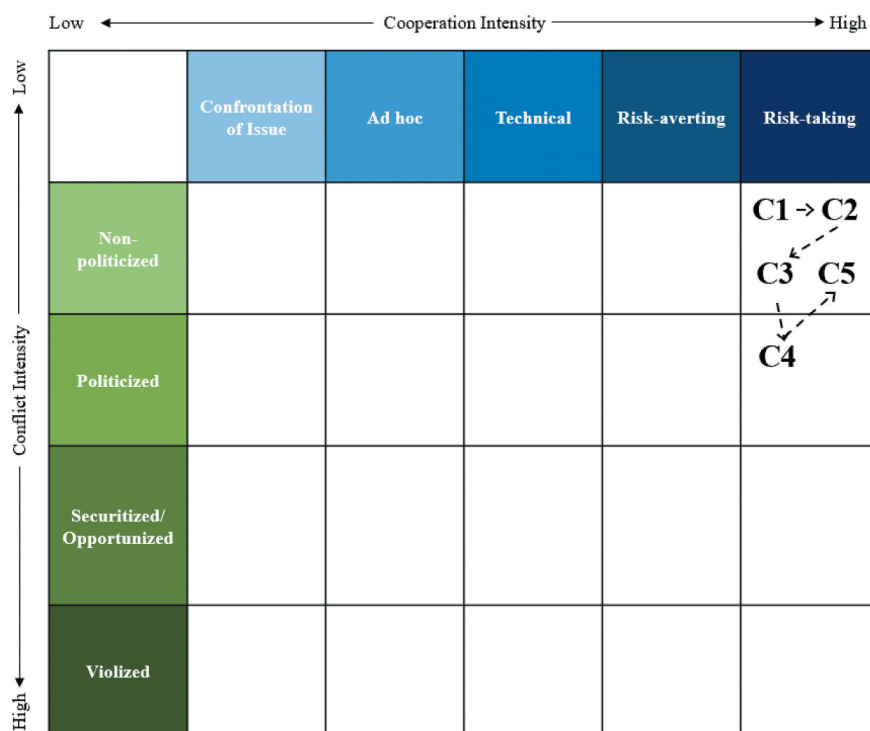 Low Cooperation Intensity High
Low
Conflict Intensity
High
Confrontation
of Issue
Ad hoc
Technical
Risk-averting
Risk-taking
Non-
politicized
C1 C2
C3 C5
Politicized
C4
Securitized/
Opportunized
Violized